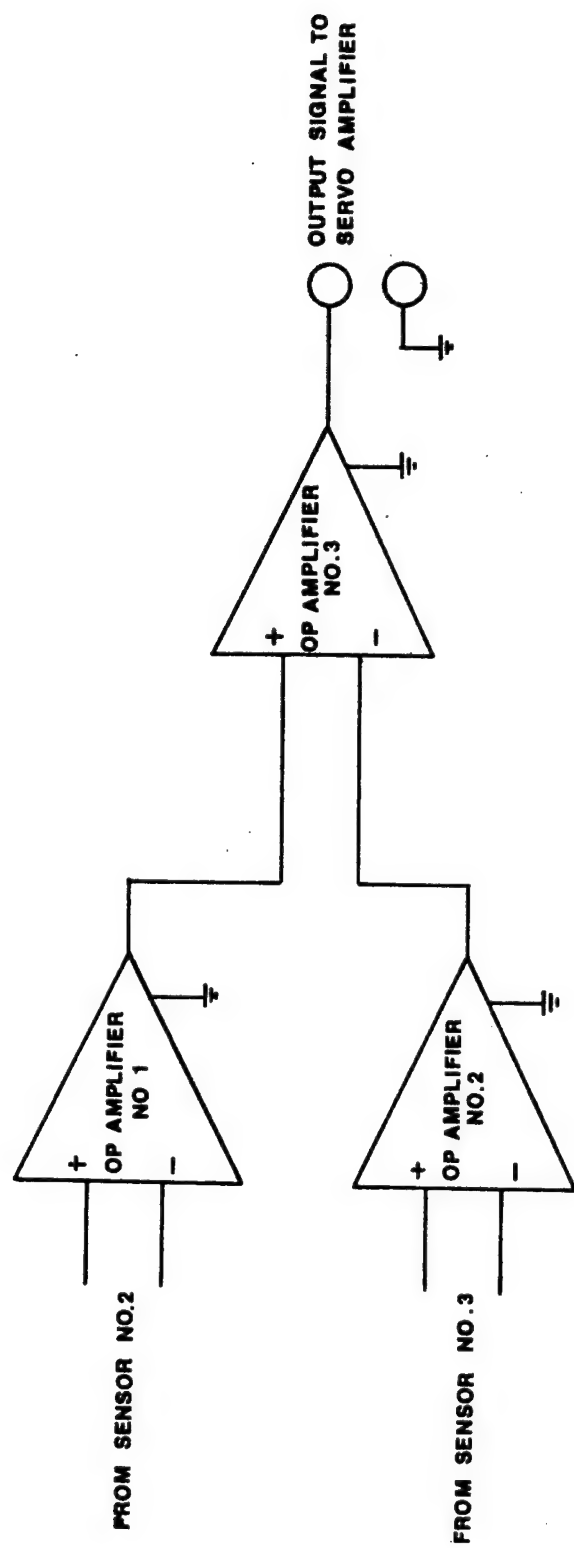 PROM SENSOR NO.2
+
OP AMPLIFIER
NO 1
−
FROM SENSOR NO.3
+
OP AMPLIFIER
NO.2
−
+
OP AMPLIFIER
NO.3
−
OUTPUT SIGNAL TO
SERVO AMPLIFIER